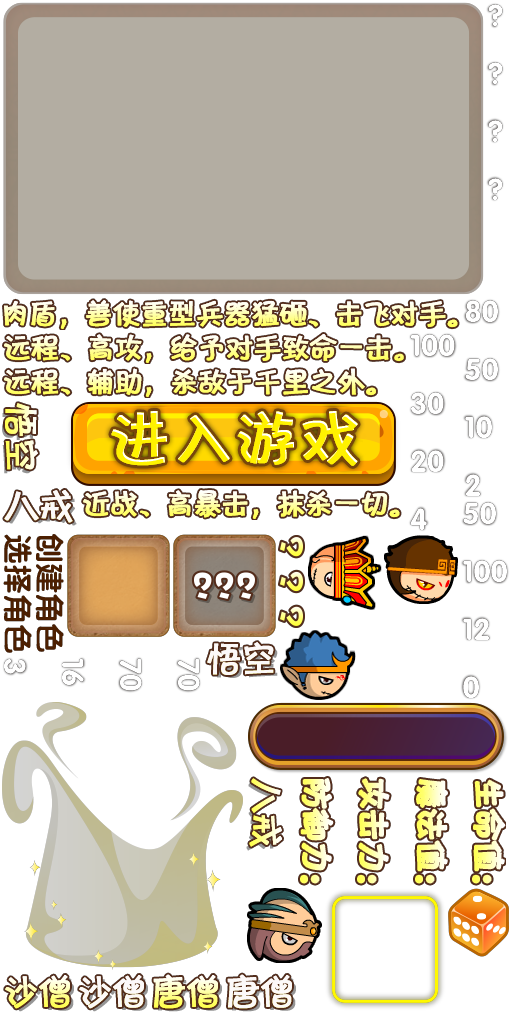 ?
?
?
?
肉盾，善使重型兵器猛砸、击飞对手。
80
远程、高攻，给予对手致命一击。
100
远程、辅助，杀敌于千里之外。
50
悟空
进入游戏
30
10
20
2
八戒
近战、高暴击，抹杀一切。
4
50
创建角色
选择角色
???
???
100
12
悟空
3
16
70
70
0
八戒
防御力:
攻击力:
魔法值:
生命值:
沙僧
沙僧
唐僧
唐僧